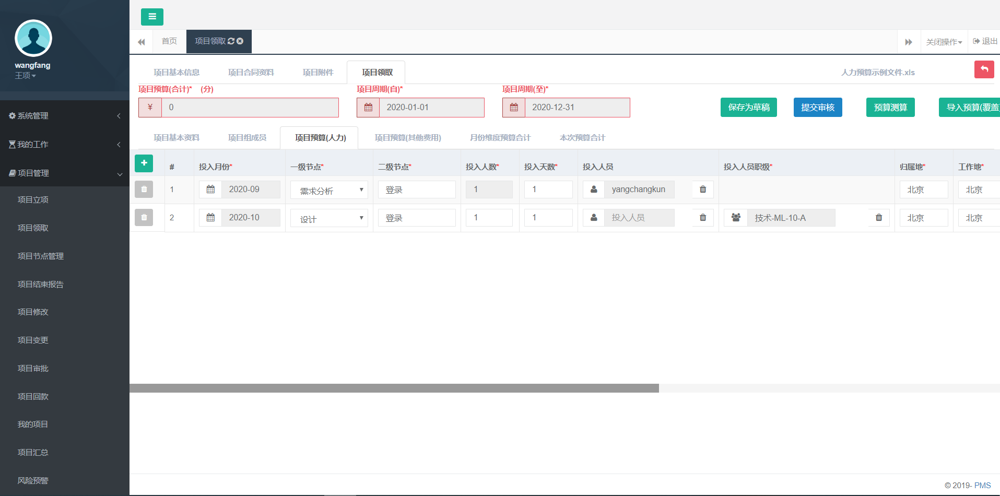 wangfang
王项
系统管理
我的工作
项目管理
项目立项
项目领取
项目节点管理
项目结束报告
项目修改
项目变更
项目审批
项目回款
我的项目
项目汇总
风险预警
首页 项目领取 关闭操作 退出
项目基本信息 项目合同资料 项目附件 项目领取 人力预算示例文件.xls
项目预算(合计)* (分) 项目周期(自)* 项目周期(至)*
¥ 0 2020-01-01 2020-12-31 保存为草稿 提交审核 预算测算 导入预算(覆盖)
项目基本资料 项目组成员 项目预算(人力) 项目预算(其他费用) 月份维度预算合计 本次预算合计
# 投入月份* 一级节点* 二级节点* 投入人数* 投入天数* 投入人员 投入人员职级* 归属地* 工作地*
1 2020-09 需求分析 登录 1 1 yangchangkun 北京 北京
2 2020-10 设计 登录 1 1 投入人员 技术-ML-10-A 北京 北京
© 2019- PMS